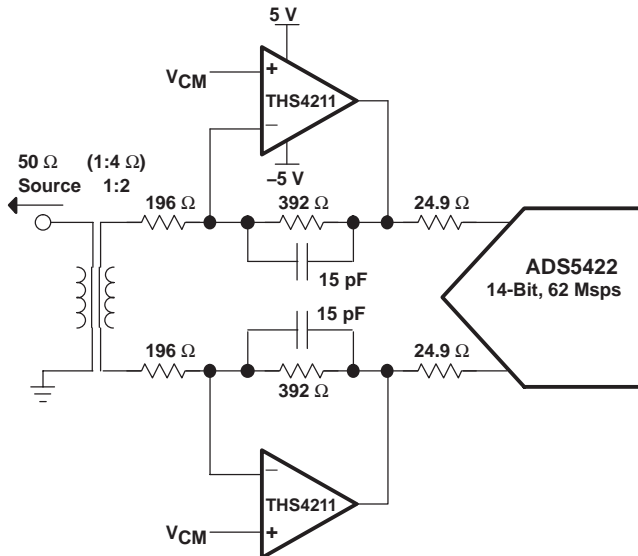 5 V
VCM
+
THS4211
−
−5 V
50 Ω (1:4 Ω)
Source 1:2
196 Ω
392 Ω
24.9 Ω
15 pF
ADS5422
14-Bit, 62 Msps
15 pF
196 Ω
392 Ω
24.9 Ω
−
THS4211
VCM
+